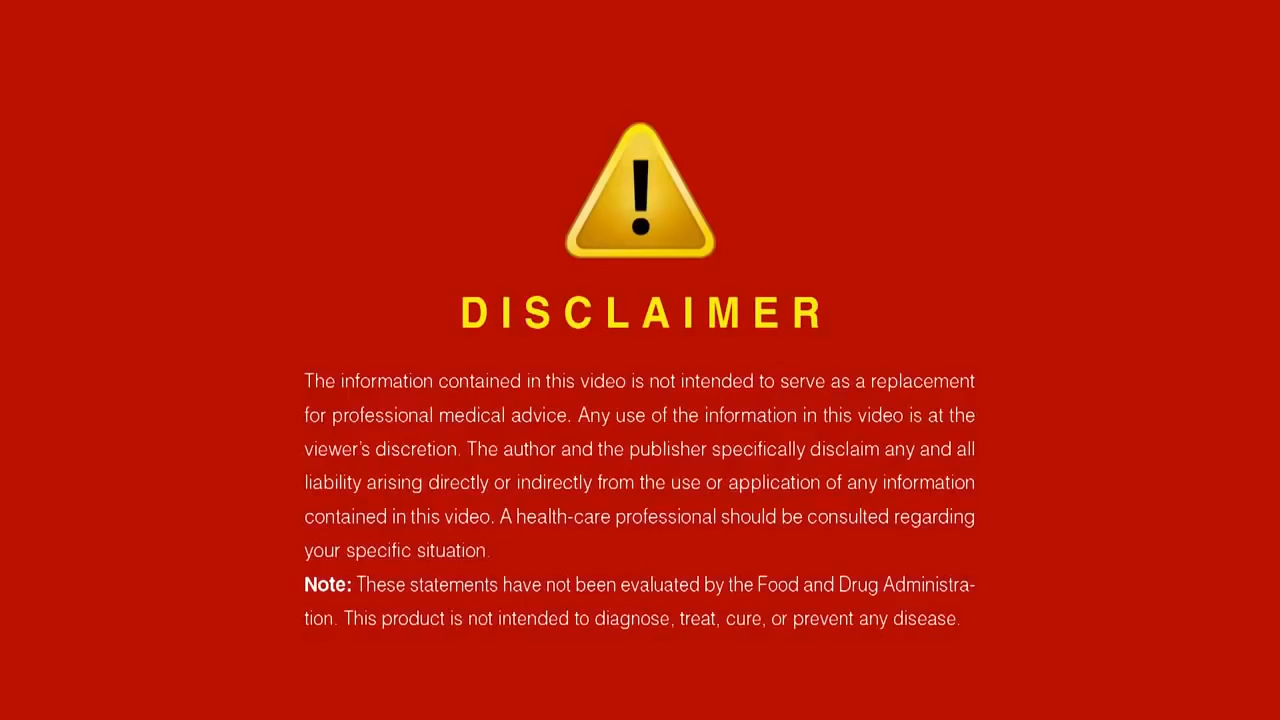 DISCLAIMER
The information contained in this video is not intended to serve as a replacement
for professional medical advice. Any use of the information in this video is at the
viewer's discretion. The author and the publisher specifically disclaim any and all
liability arising directly or indirectly from the use or application of any information
contained in this video. A health-care professional should be consulted regarding
your specific situation.
Note: These statements have not been evaluated by the Food and Drug Administra-
tion. This product is not intended to diagnose, treat, cure, or prevent any disease.